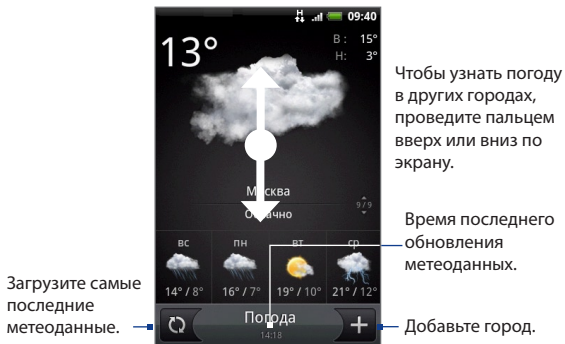 H
09:40
13°
В : 15°
Н: 3°
Чтобы узнать погоду
в других городах,
проведите пальцем
вверх или вниз по
экрану.
Москва
Облачно
9/9
Время последнего
обновления
метеоданных.
вс пн вт ср
14° / 8° 16° / 7° 19° / 10° 21° / 12°
Загрузите самые
последние
метеоданные.
Погода
14:18
Добавьте город.